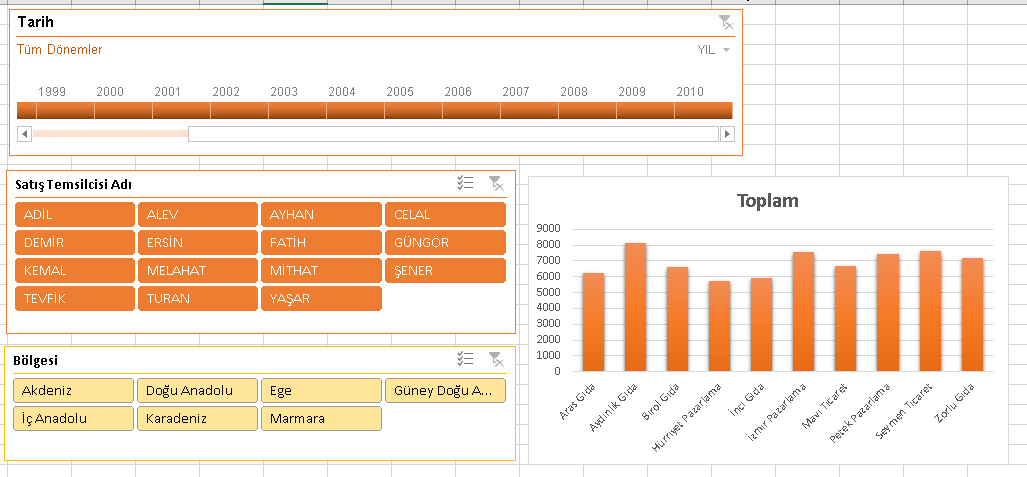 Tarih
Tüm Dönemler YIL
1999 2000 2001 2002 2003 2004 2005 2006 2007 2008 2009 2010
Satış Temsilcisi Adı
ADİL ALEV AYHAN CELAL
DEMİR ERSİN FATİH GÜNGÖR
KEMAL MELAHAT MİTHAT ŞENER
TEVFİK TURAN YAŞAR
Bölgesi
Akdeniz Doğu Anadolu Ege Güney Doğu A...
İç Anadolu Karadeniz Marmara
Toplam
9000
8000
7000
6000
5000
4000
3000
2000
1000
0
Aras Gıda
Aydınlık Gıda
Birol Gıda
Hürriyet Pazarlama
İnci Gıda
İzmir Pazarlama
Mavi Ticaret
Petek Pazarlama
Seymen Ticaret
Zorlu Gıda